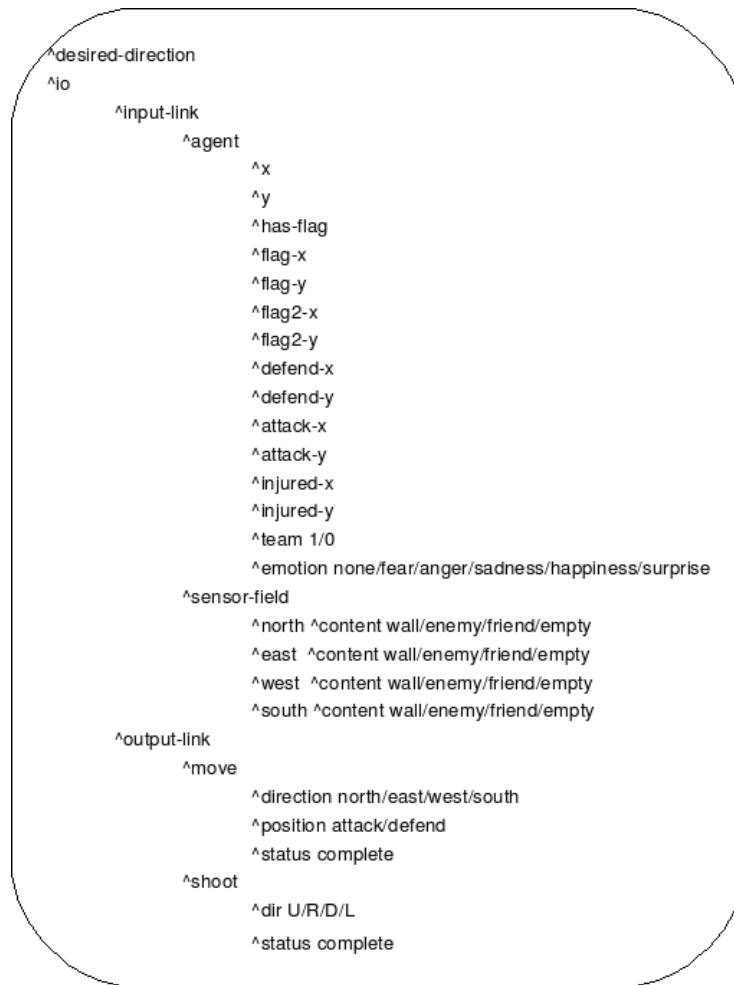 ^desired-direction
^io
^input-link
^agent
^x
^y
^has-flag
^flag-x
^flag-y
^flag2-x
^flag2-y
^defend-x
^defend-y
^attack-x
^attack-y
^injured-x
^injured-y
^team 1/0
^emotion none/fear/anger/sadness/happiness/surprise
^sensor-field
^north ^content wall/enemy/friend/empty
^east ^content wall/enemy/friend/empty
^west ^content wall/enemy/friend/empty
^south ^content wall/enemy/friend/empty
^output-link
^move
^direction north/east/west/south
^position attack/defend
^status complete
^shoot
^dir U/R/D/L
^status complete